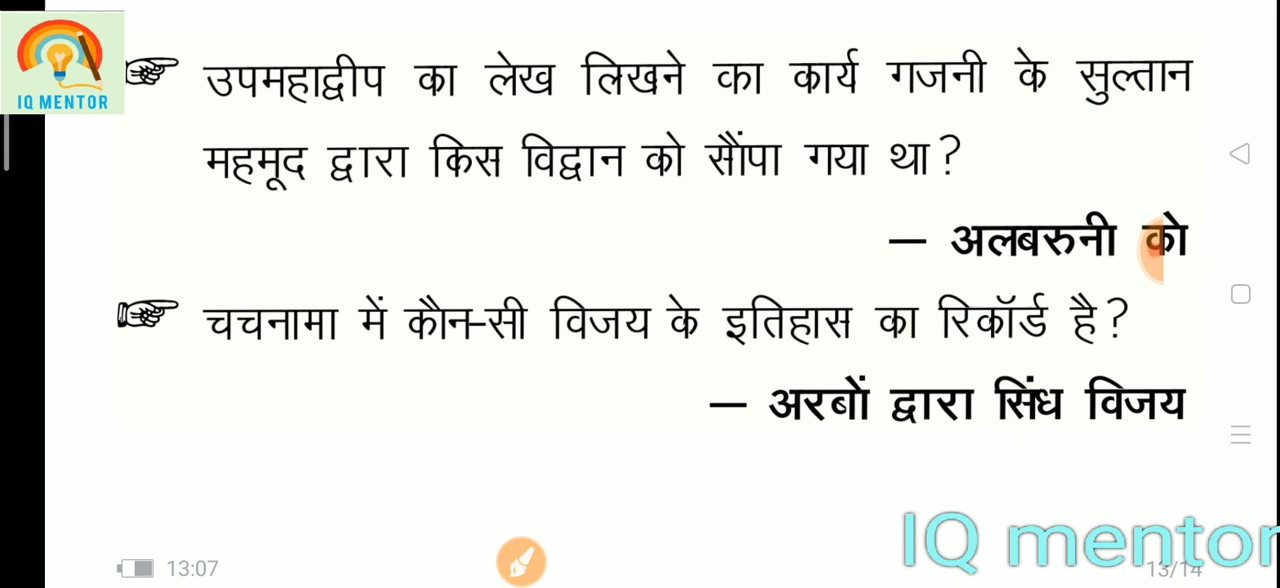 IQ MENTOR
उपमहाद्वीप का लेख लिखने का कार्य गजनी के सुल्तान
महमूद द्वारा किस विद्वान को सौंपा गया था?
— अलबरुनी को
चचनामा में कौन-सी विजय के इतिहास का रिकॉर्ड है?
— अरबों द्वारा सिंध विजय
IQ mentor
13:07
13/14